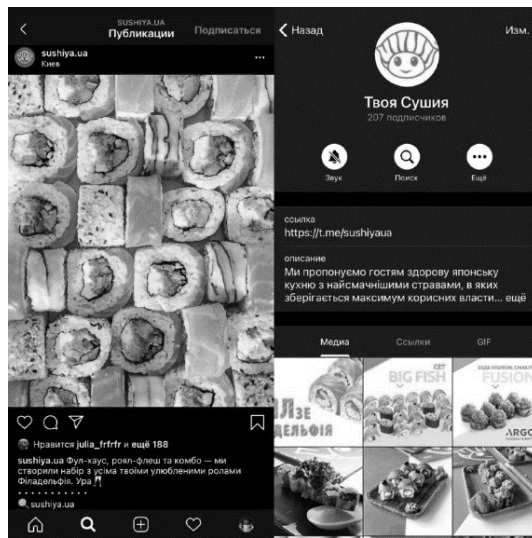 SUSHIYA.UA
Публикации
Подписаться
sushiya.ua
Киев
Нравится julia_frfrfr и ещё 188
sushiya.ua Фул-хаус, роял-флеш та комбо — ми
створили набір з усіма твоїми улюбленими ролами
Філадельфія. Ура
sushiya.ua
Назад
Изм.
Твоя Сушия
207 подписчиков
Звук
Поиск
Ещё
ссылка
https://t.me/sushiyaua
описание
Ми пропонуємо гостям здорову японську
кухню з найсмачнішими стравами, в яких
зберігається максимум корисних власти... ещё
Медиа
Ссылки
GIF
СЕТ
BIG FISH
FUSION
ARGO